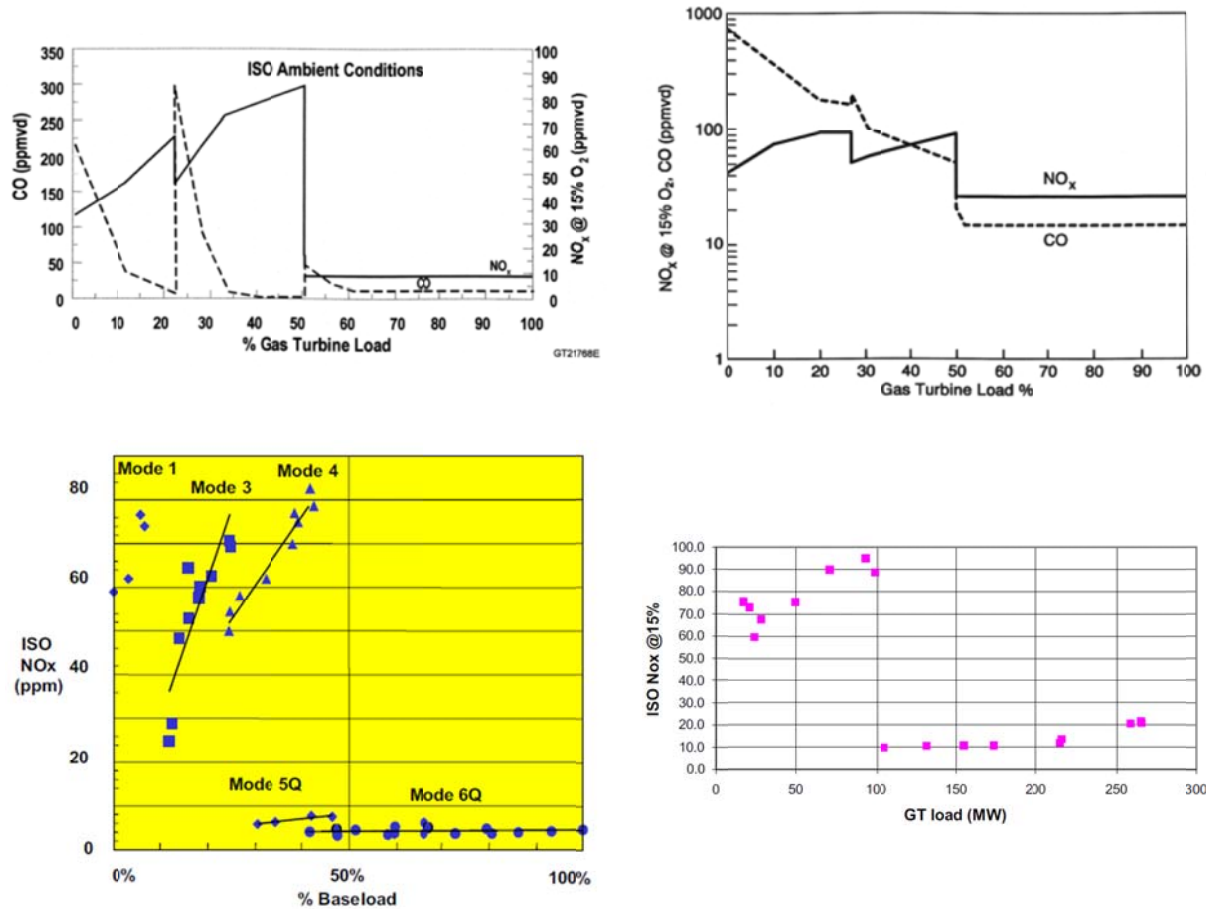 ISO Ambient Conditions
CO (ppmvd)
350
300
250
200
150
100
50
0
100
90
80
70
60
50
40
30
20
10
0
NOx @ 15% O2 (ppmvd)
NOx
CO
0 10 20 30 40 50 60 70 80 90 100
% Gas Turbine Load
GT21768E
NOX @ 15% O2, CO (ppmvd)
1000
100
10
1
NOx
CO
0 10 20 30 40 50 60 70 80 90 100
Gas Turbine Load %
Mode 1
Mode 3
Mode 4
Mode 5Q
Mode 6Q
ISO
NOx
(ppm)
80
60
40
20
0
0% 50% 100%
% Baseload
ISO Nox @15%
100.0
90.0
80.0
70.0
60.0
50.0
40.0
30.0
20.0
10.0
0.0
0 50 100 150 200 250 300
GT load (MW)